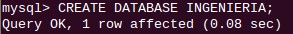 mysql> CREATE DATABASE INGENIERIA;
Query OK, 1 row affected (0.08 sec)